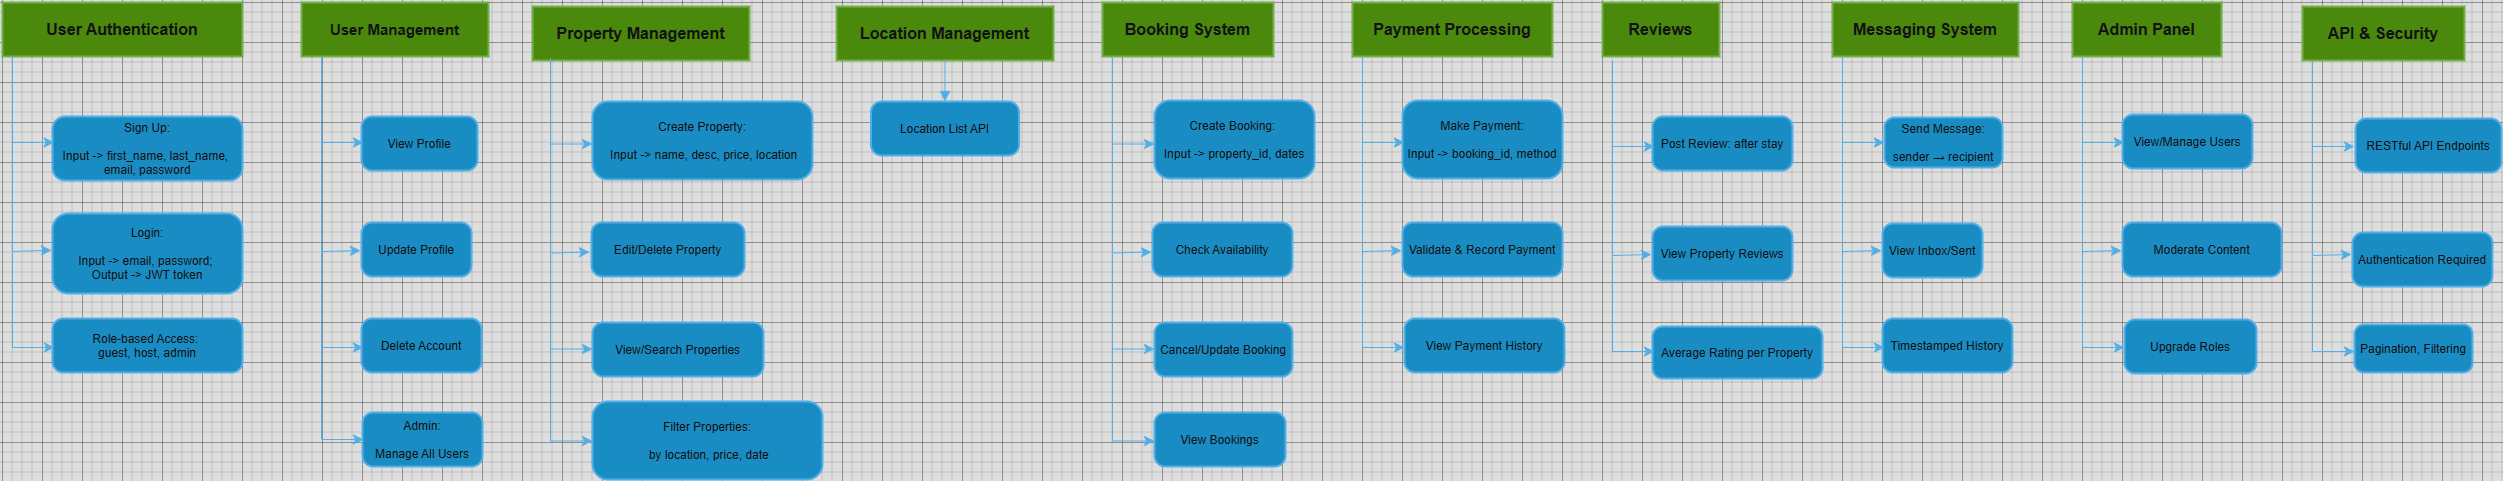 User Authentication
Sign Up:
Input -> first_name, last_name,
email, password
Login:
Input -> email, password;
Output -> JWT token
Role-based Access:
guest, host, admin
User Management
View Profile
Update Profile
Delete Account
Admin:
Manage All Users
Property Management
Create Property:
Input -> name, desc, price, location
Edit/Delete Property
View/Search Properties
Filter Properties:
by location, price, date
Location Management
Location List API
Booking System
Create Booking:
Input -> property_id, dates
Check Availability
Cancel/Update Booking
View Bookings
Payment Processing
Make Payment:
Input -> booking_id, method
Validate & Record Payment
View Payment History
Reviews
Post Review: after stay
View Property Reviews
Average Rating per Property
Messaging System
Send Message:
sender → recipient
View Inbox/Sent
Timestamped History
Admin Panel
View/Manage Users
Moderate Content
Upgrade Roles
API & Security
RESTful API Endpoints
Authentication Required
Pagination, Filtering